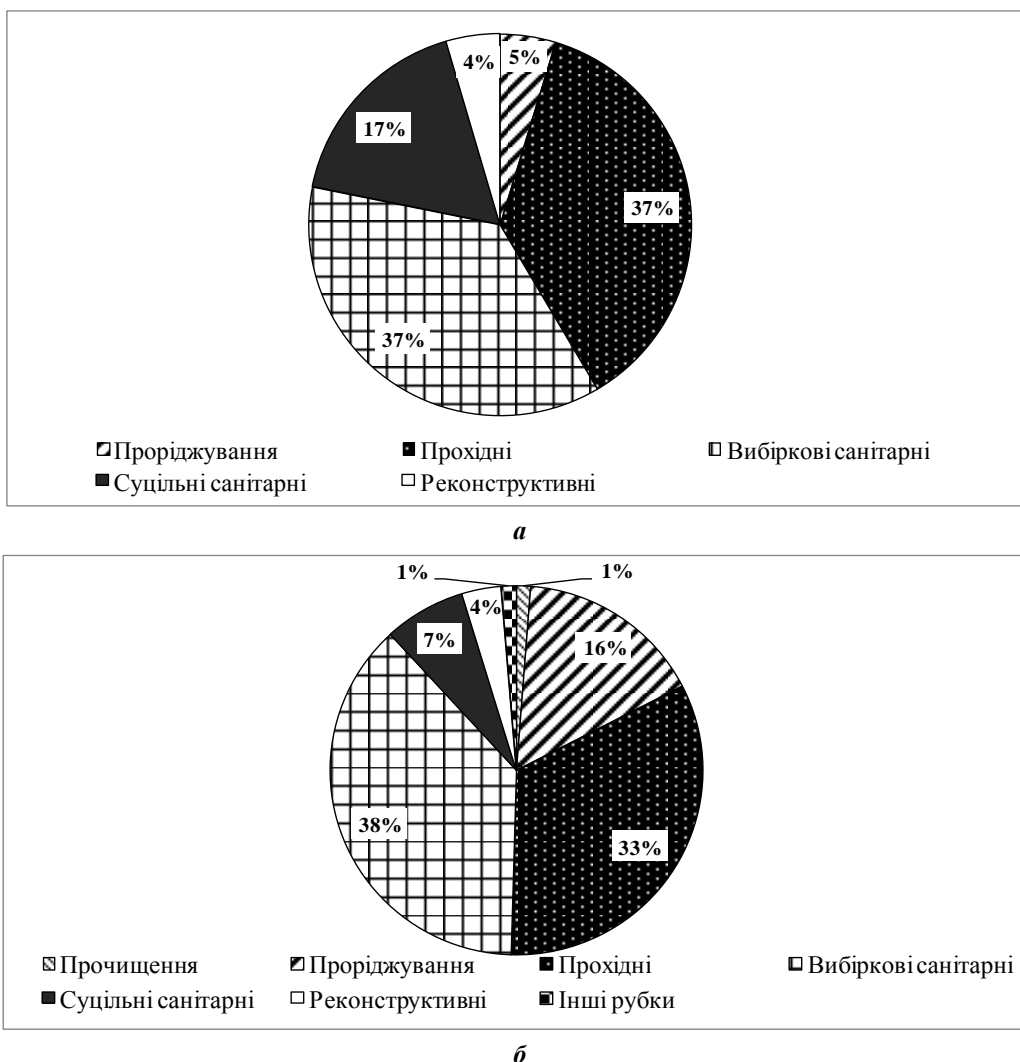 4% 5%
17%
37%
37%
Проріджування Прохідні Вибіркові санітарні
Суцільні санітарні Реконструктивні
а
1% 1%
4%
7% 16%
38% 33%
Прочищення Проріджування Прохідні Вибіркові санітарні
Суцільні санітарні Реконструктивні Інші рубки
б